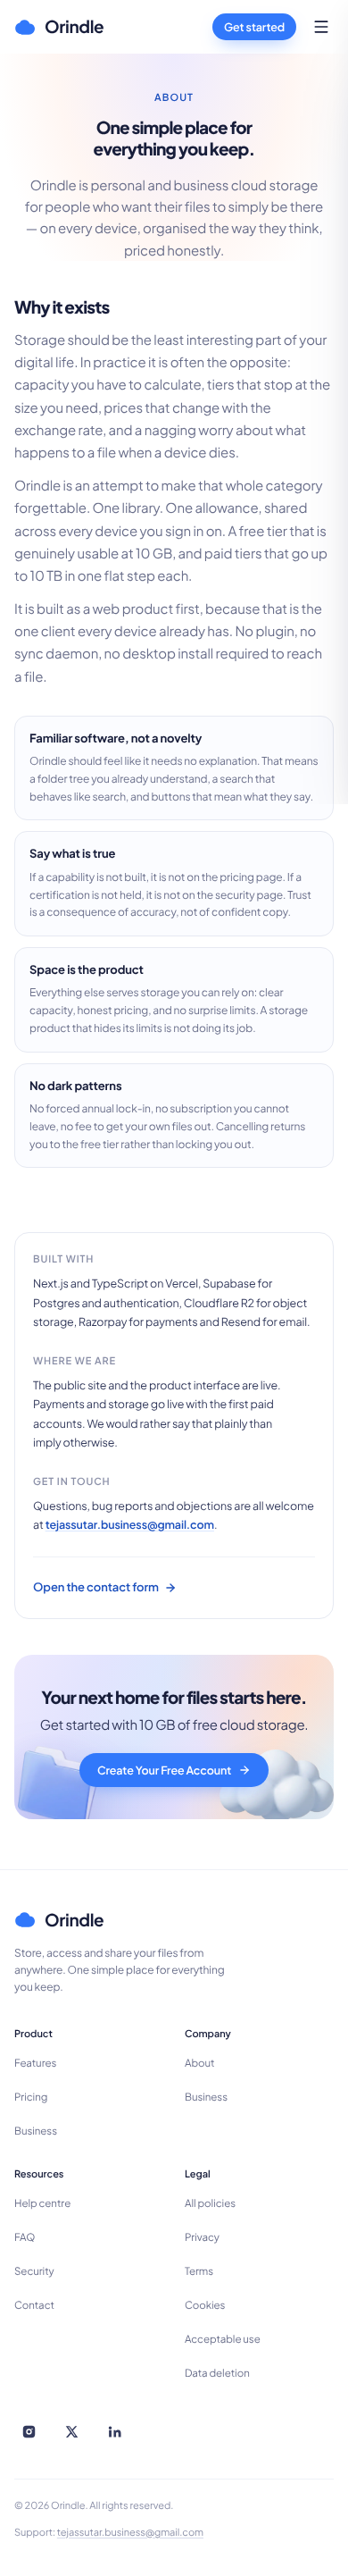 Orindle
Get started
ABOUT
One simple place for
everything you keep.
Orindle is personal and business cloud storage
for people who want their files to simply be there
— on every device, organised the way they think,
priced honestly.
Why it exists
Storage should be the least interesting part of your
digital life. In practice it is often the opposite:
capacity you have to calculate, tiers that stop at the
size you need, prices that change with the
exchange rate, and a nagging worry about what
happens to a file when a device dies.
Orindle is an attempt to make that whole category
forgettable. One library. One allowance, shared
across every device you sign in on. A free tier that is
genuinely usable at 10 GB, and paid tiers that go up
to 10 TB in one flat step each.
It is built as a web product first, because that is the
one client every device already has. No plugin, no
sync daemon, no desktop install required to reach
a file.
Familiar software, not a novelty
Orindle should feel like it needs no explanation. That means
a folder tree you already understand, a search that
behaves like search, and buttons that mean what they say.
Say what is true
If a capability is not built, it is not on the pricing page. If a
certification is not held, it is not on the security page. Trust
is a consequence of accuracy, not of confident copy.
Space is the product
Everything else serves storage you can rely on: clear
capacity, honest pricing, and no surprise limits. A storage
product that hides its limits is not doing its job.
No dark patterns
No forced annual lock-in, no subscription you cannot
leave, no fee to get your own files out. Cancelling returns
you to the free tier rather than locking you out.
BUILT WITH
Next.js and TypeScript on Vercel, Supabase for
Postgres and authentication, Cloudflare R2 for object
storage, Razorpay for payments and Resend for email.
WHERE WE ARE
The public site and the product interface are live.
Payments and storage go live with the first paid
accounts. We would rather say that plainly than
imply otherwise.
GET IN TOUCH
Questions, bug reports and objections are all welcome
at tejassutar.business@gmail.com.
Open the contact form →
Your next home for files starts here.
Get started with 10 GB of free cloud storage.
Create Your Free Account →
Orindle
Store, access and share your files from
anywhere. One simple place for everything
you keep.
Product
Features
Pricing
Business
Company
About
Business
Resources
Help centre
FAQ
Security
Contact
Legal
All policies
Privacy
Terms
Cookies
Acceptable use
Data deletion
© 2026 Orindle. All rights reserved.
Support: tejassutar.business@gmail.com